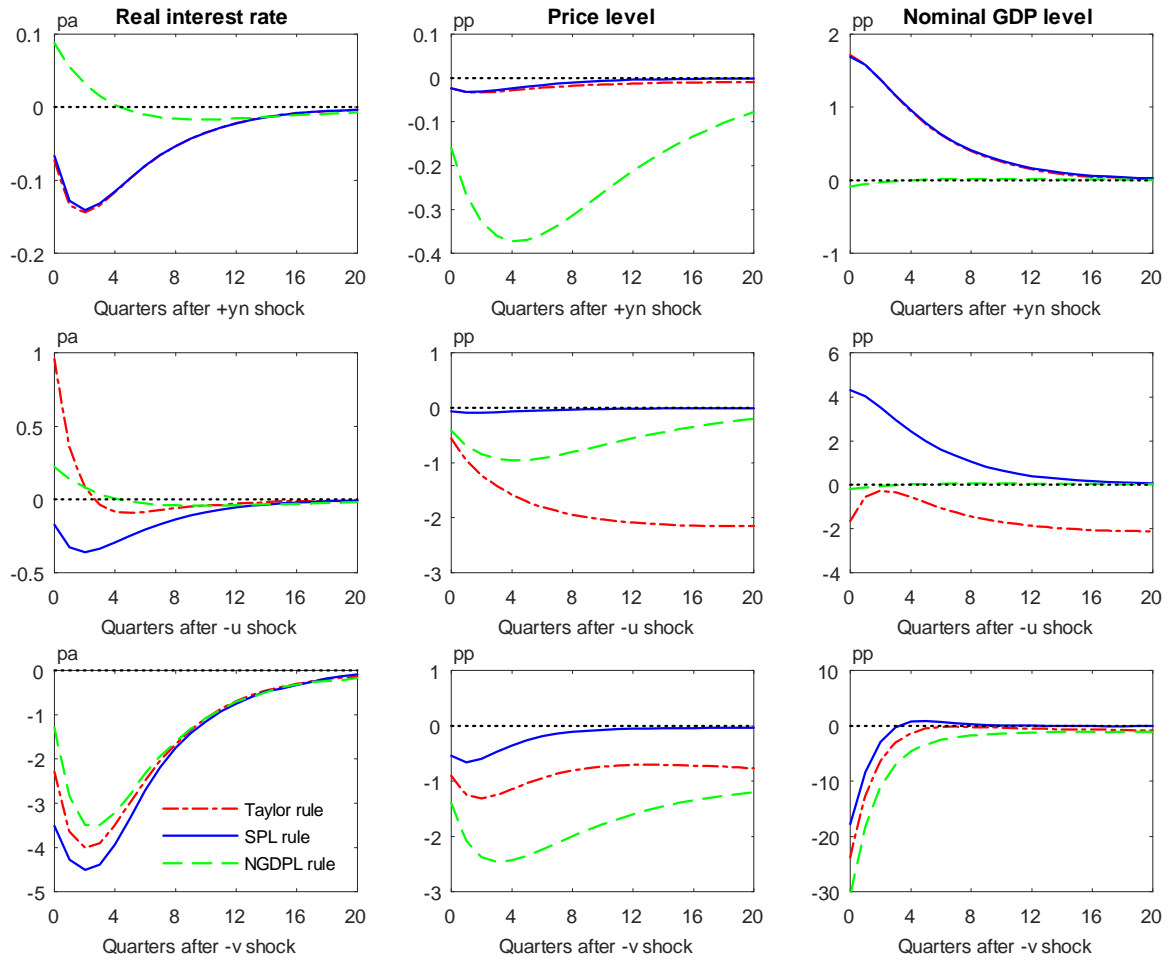 Real interest rate
Price level
Nominal GDP level
pa
0.1
0
-0.1
-0.2
0 4 8 12 16 20
Quarters after +yn shock
pp
0.1
0
-0.1
-0.2
-0.3
-0.4
0 4 8 12 16 20
Quarters after +yn shock
pp
2
1
0
-1
0 4 8 12 16 20
Quarters after +yn shock
pa
1
0.5
0
-0.5
0 4 8 12 16 20
Quarters after -u shock
pp
1
0
-1
-2
-3
0 4 8 12 16 20
Quarters after -u shock
pp
6
4
2
0
-2
-4
0 4 8 12 16 20
Quarters after -u shock
pa
0
-1
-2
-3
-4
-5
Taylor rule
SPL rule
NGDPL rule
0 4 8 12 16 20
Quarters after -v shock
pp
1
0
-1
-2
-3
0 4 8 12 16 20
Quarters after -v shock
pp
10
0
-10
-20
-30
0 4 8 12 16 20
Quarters after -v shock